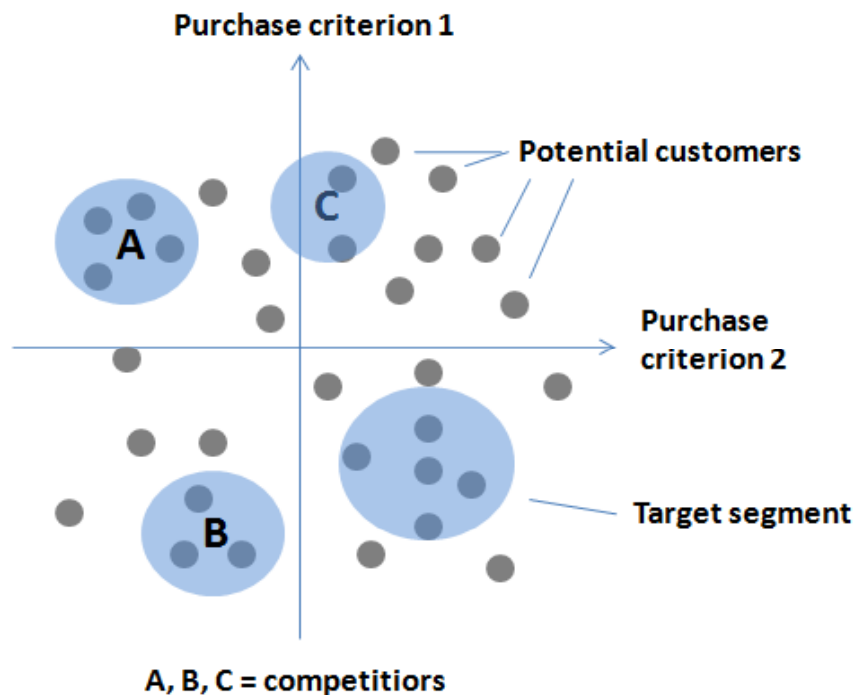 Purchase criterion 1
Potential customers
C
A
Purchase
criterion 2
Target segment
B
A, B, C = competitiors